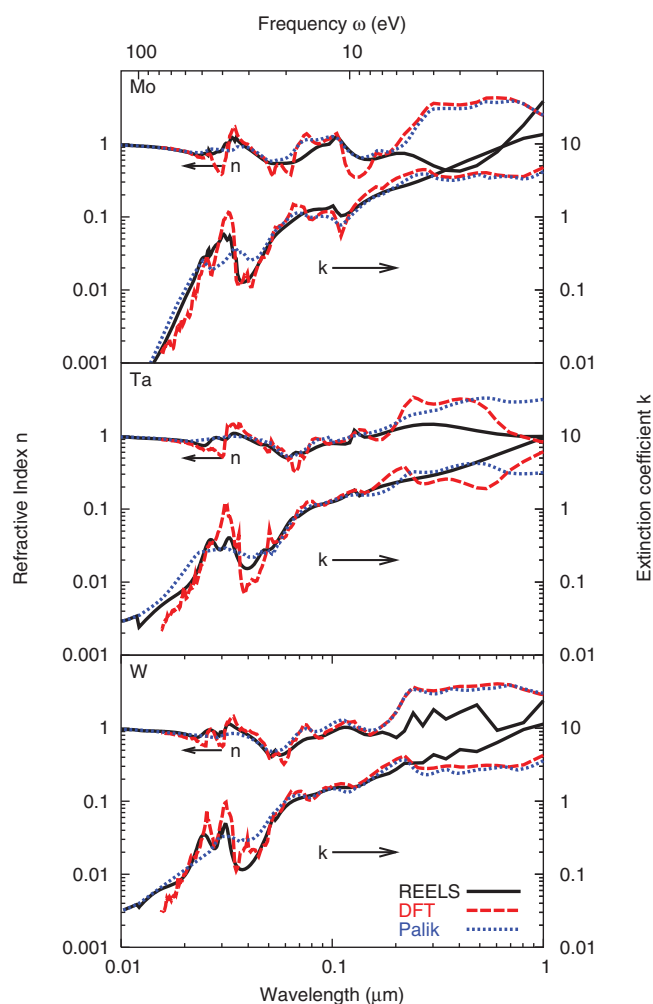 Frequency ω (eV)
100 10
Mo
1 10
n
0.1 1
k
0.01 0.1
0.001 0.01
Ta
1 10
n
0.1 1
k
0.01 0.1
0.001 0.01
W
1 10
n
0.1 1
k
0.01 0.1
REELS
DFT
Palik
0.001 0.01
0.01 0.1 1
Wavelength (μm)
Refractive Index n
Extinction coefficient k